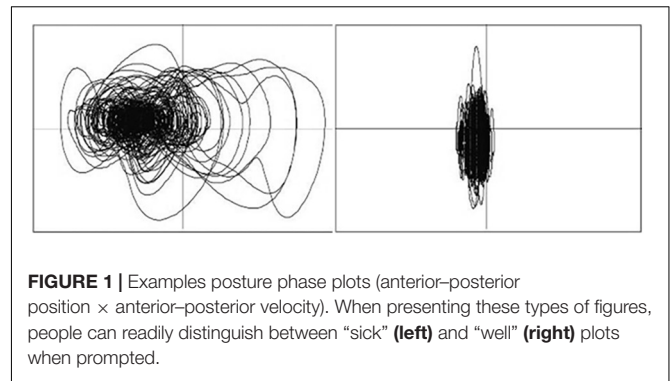 FIGURE 1 | Examples posture phase plots (anterior–posterior
position × anterior–posterior velocity). When presenting these types of figures,
people can readily distinguish between “sick” (left) and “well” (right) plots
when prompted.